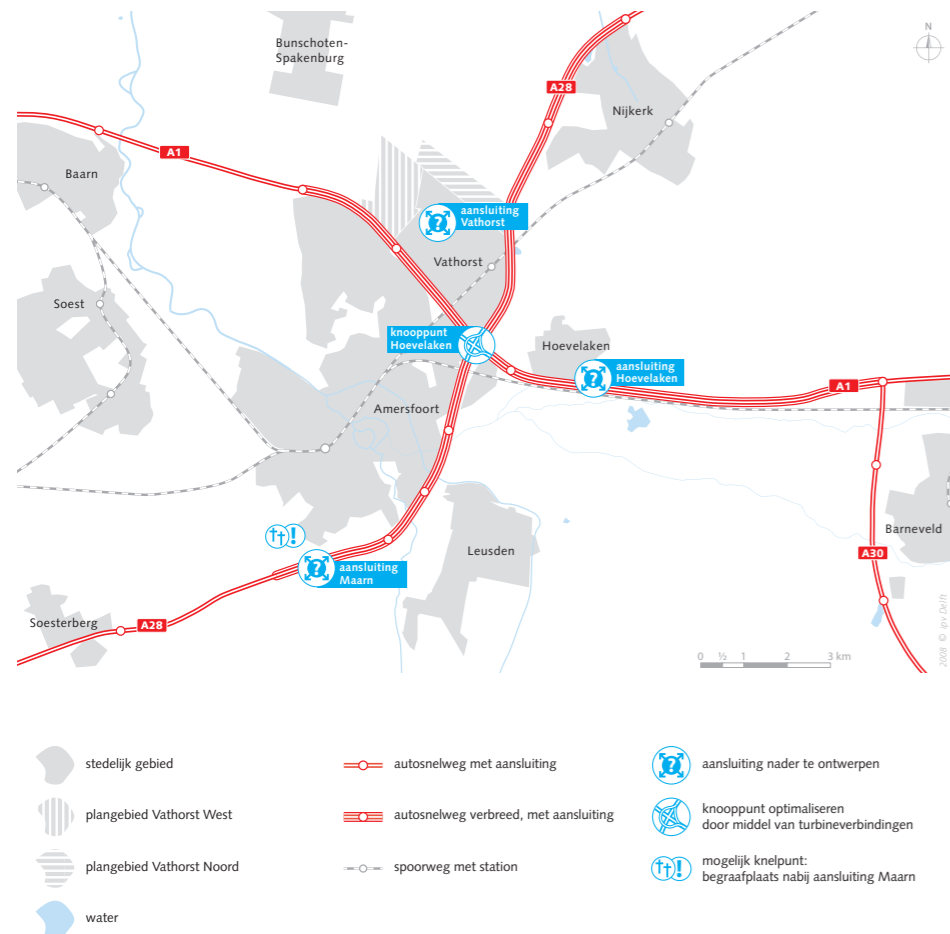 Bunschoten-
Spakenburg
N
A28
Nijkerk
A1
Baarn
aansluiting
Vathorst
Vathorst
Soest
knooppunt
Hoevelaken
Hoevelaken
aansluiting
Hoevelaken
A1
Amersfoort
Barneveld
Leusden
A30
aansluiting
Maarn
Soesterberg
A28
0 ½ 1 2 3 km
2008 © ipv Delft
stedelijk gebied
plangebied Vathorst West
plangebied Vathorst Noord
water
autosnelweg met aansluiting
autosnelweg verbreed, met aansluiting
spoorweg met station
aansluiting nader te ontwerpen
knooppunt optimaliseren
door middel van turbineverbindingen
mogelijk knelpunt:
begraafplaats nabij aansluiting Maarn